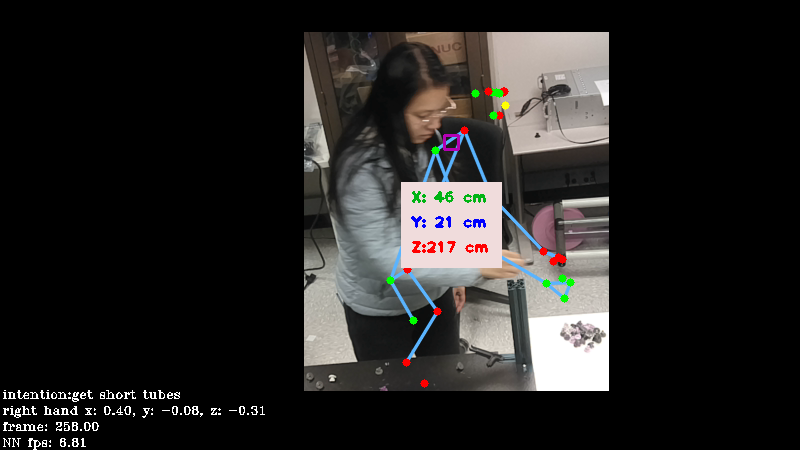 NUC
X: 46 cm
Y: 21 cm
Z:217 cm
intention:get short tubes
right hand x: 0.40, y: -0.08, z: -0.31
frame: 258.00
NN fps: 6.81